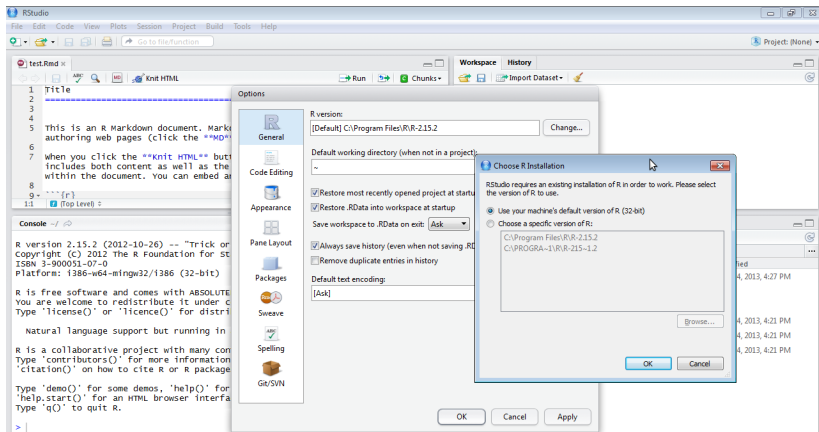 RStudio
File Edit Code View Plots Session Project Build Tools Help
Go to file/function
Project: (None)
test.Rmd
ABC
MD
Knit HTML
Run
Chunks
1 Title
2 ==========================================
3
4
5 This is an R Markdown document.
authoring web pages (click the **MD**
6
7 When you click the **Knit HTML**
includes both content as well as the
within the document. You can embed
8
9 ```{r}
1:1 (Top Level)
Console ~/
R version 2.15.2 (2012-10-26) -- "Trick or
Copyright (C) 2012 The R Foundation for
ISBN 3-900051-07-0
Platform: i386-w64-mingw32/i386 (32-bit)
R is free software and comes with ABSOLUTE
You are welcome to redistribute it under
Type 'license()' or 'licence()' for
Natural language support but running in
R is a collaborative project with many
Type 'contributors()' for more information
'citation()' on how to cite R or R package
Type 'demo()' for some demos, 'help()' for
'help.start()' for an HTML browser
Type 'q()' to quit R.
>
Workspace History
Import Dataset
4, 2013, 4:27 PM
4, 2013, 4:21 PM
4, 2013, 4:21 PM
4, 2013, 4:21 PM
Options
General
Code Editing
Appearance
Pane Layout
Packages
Sweave
ABC
Spelling
Git/SVN
R version:
[Default] C:\Program Files\R\R-2.15.2
Change...
Default working directory (when not in a project):
~
Restore most recently opened project at startu
Restore .RData into workspace at startup
Save workspace to .RData on exit: Ask
Always save history (even when not saving .RD
Remove duplicate entries in history
Default text encoding:
[Ask]
OK Cancel Apply
Choose R Installation
RStudio requires an existing installation of R in order to work. Please select
the version of R to use.
Use your machine's default version of R (32-bit)
Choose a specific version of R:
C:\Program Files\R\R-2.15.2
C:\PROGRA~1\R\R-215~1.2
Browse...
OK Cancel